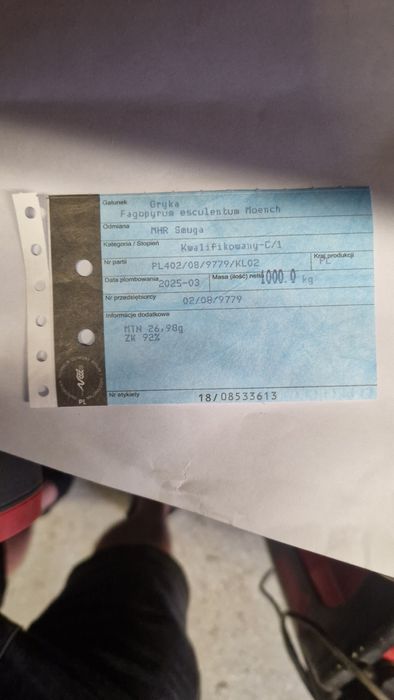 Gatunek Gryka
Fagopyrum esculentum Moench
Odmiana MHR Smuga
Kategoria / Stopień Kwalifikowany-C/1
Nr partii PL402/08/9779/KL02 Kraj produkcji PL
Data plombowania 2025-03 Masa (ilość) netto 1000.0 kg
Nr przedsiębiorcy 02/08/9779
Informacje dodatkowe
MTN 26,98g
ZK 92%
PL
Nr etykiety 18/08533613